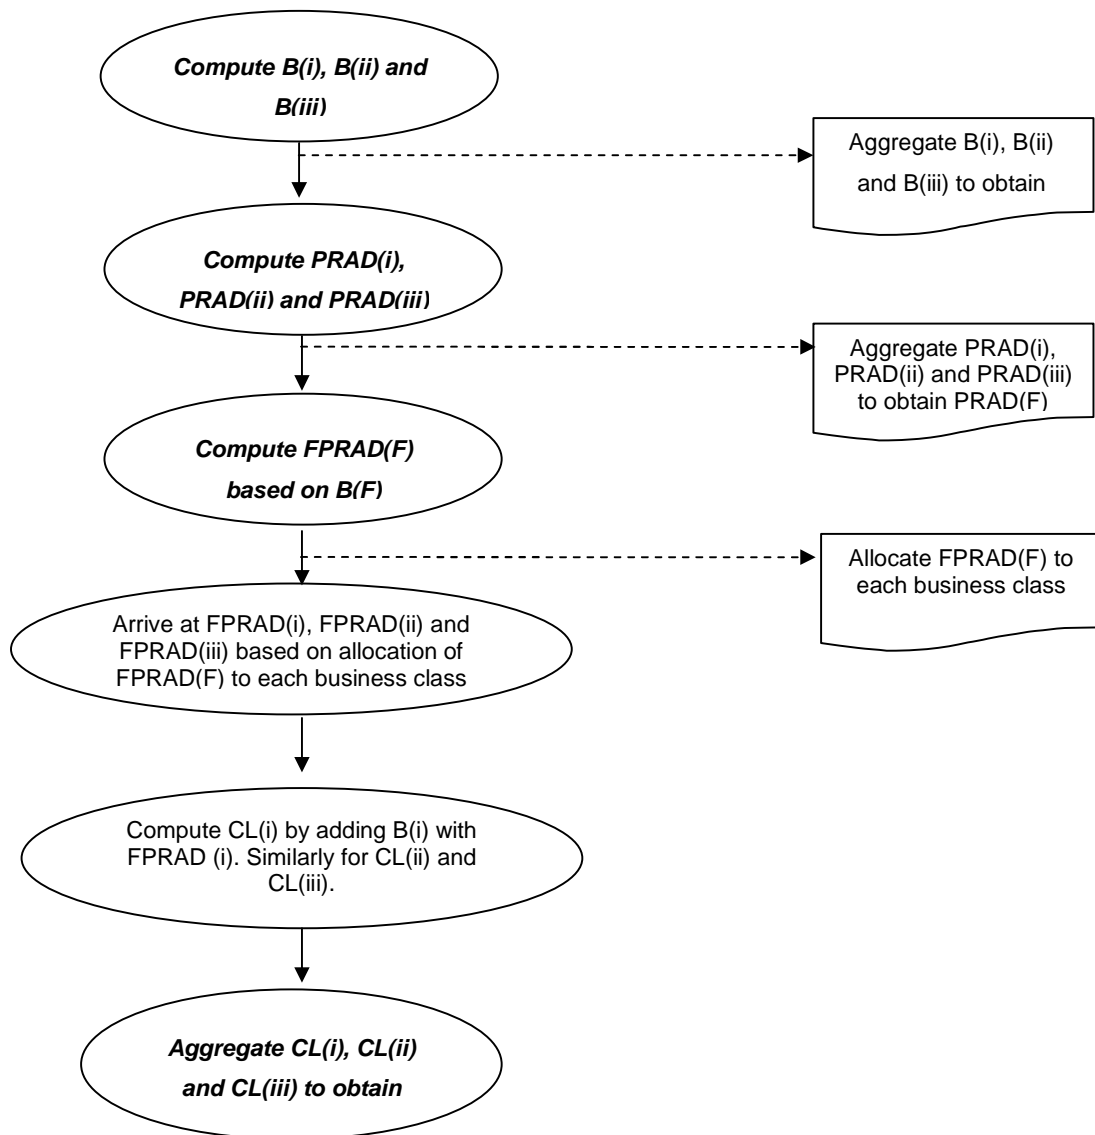 Compute B(i), B(ii) and
B(iii)
Aggregate B(i), B(ii)
and B(iii) to obtain
Compute PRAD(i),
PRAD(ii) and PRAD(iii)
Aggregate PRAD(i),
PRAD(ii) and PRAD(iii)
to obtain PRAD(F)
Compute FPRAD(F)
based on B(F)
Allocate FPRAD(F) to
each business class
Arrive at FPRAD(i), FPRAD(ii) and
FPRAD(iii) based on allocation of
FPRAD(F) to each business class
Compute CL(i) by adding B(i) with
FPRAD (i). Similarly for CL(ii) and
CL(iii).
Aggregate CL(i), CL(ii)
and CL(iii) to obtain